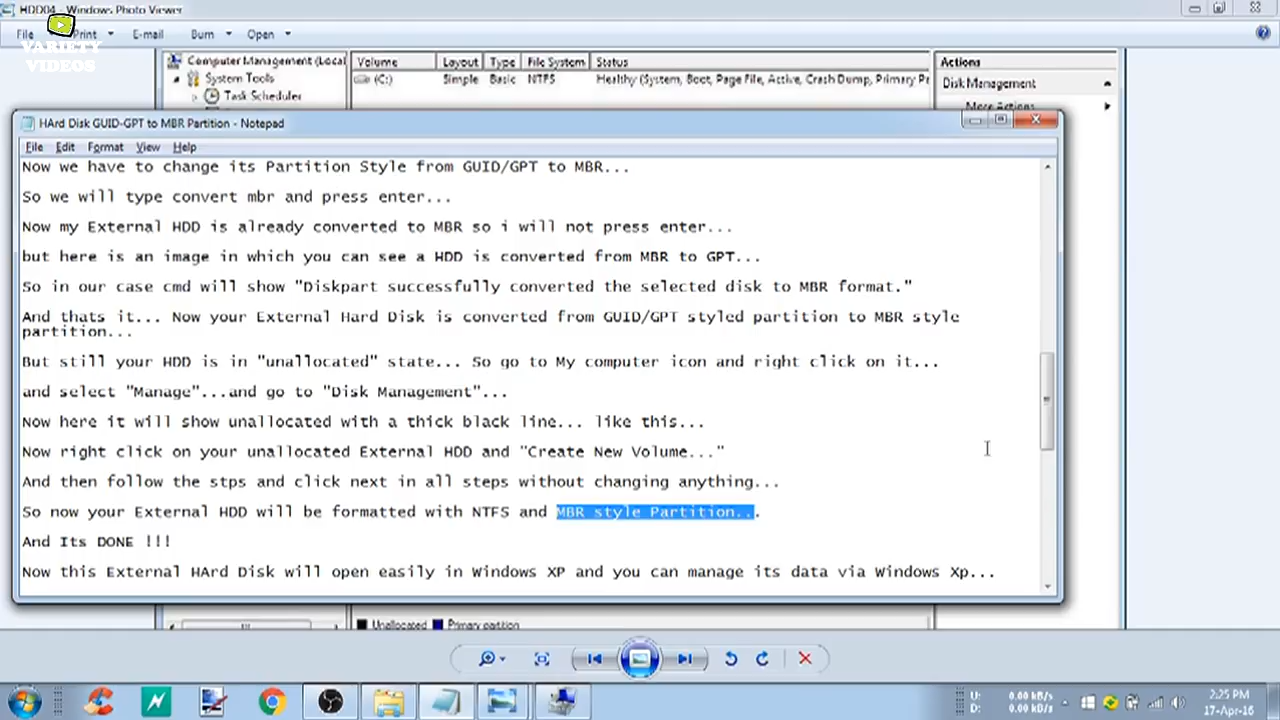 HDD04 - Windows Photo Viewer
File Print E-mail Burn Open
VARIETY
VIDEOS
Computer Management (Local
System Tools
Task Scheduler
Volume Layout Type File System Status
(C:) Simple Basic NTFS Healthy (System, Boot, Page File, Active, Crash Dump, Primary
Actions
Disk Management
More Actions
HArd Disk GUID-GPT to MBR Partition - Notepad
File Edit Format View Help
Now we have to change its Partition Style from GUID/GPT to MBR...
So we will type convert mbr and press enter...
Now my External HDD is already converted to MBR so i will not press enter...
but here is an image in which you can see a HDD is converted from MBR to GPT...
So in our case cmd will show "Diskpart successfully converted the selected disk to MBR format."
And thats it... Now your External Hard Disk is converted from GUID/GPT styled partition to MBR style
partition...
But still your HDD is in "unallocated" state... So go to My computer icon and right click on it...
and select "Manage"...and go to "Disk Management"...
Now here it will show unallocated with a thick black line... like this...
Now right click on your unallocated External HDD and "Create New Volume..."
And then follow the stps and click next in all steps without changing anything...
So now your External HDD will be formatted with NTFS and MBR style Partition...
And Its DONE !!!
Now this External HArd Disk will open easily in Windows XP and you can manage its data via Windows Xp...
Unallocated Primary partition
U: 0.00 kB/s
D: 0.00 kB/s
2:25 PM
17-Apr-16